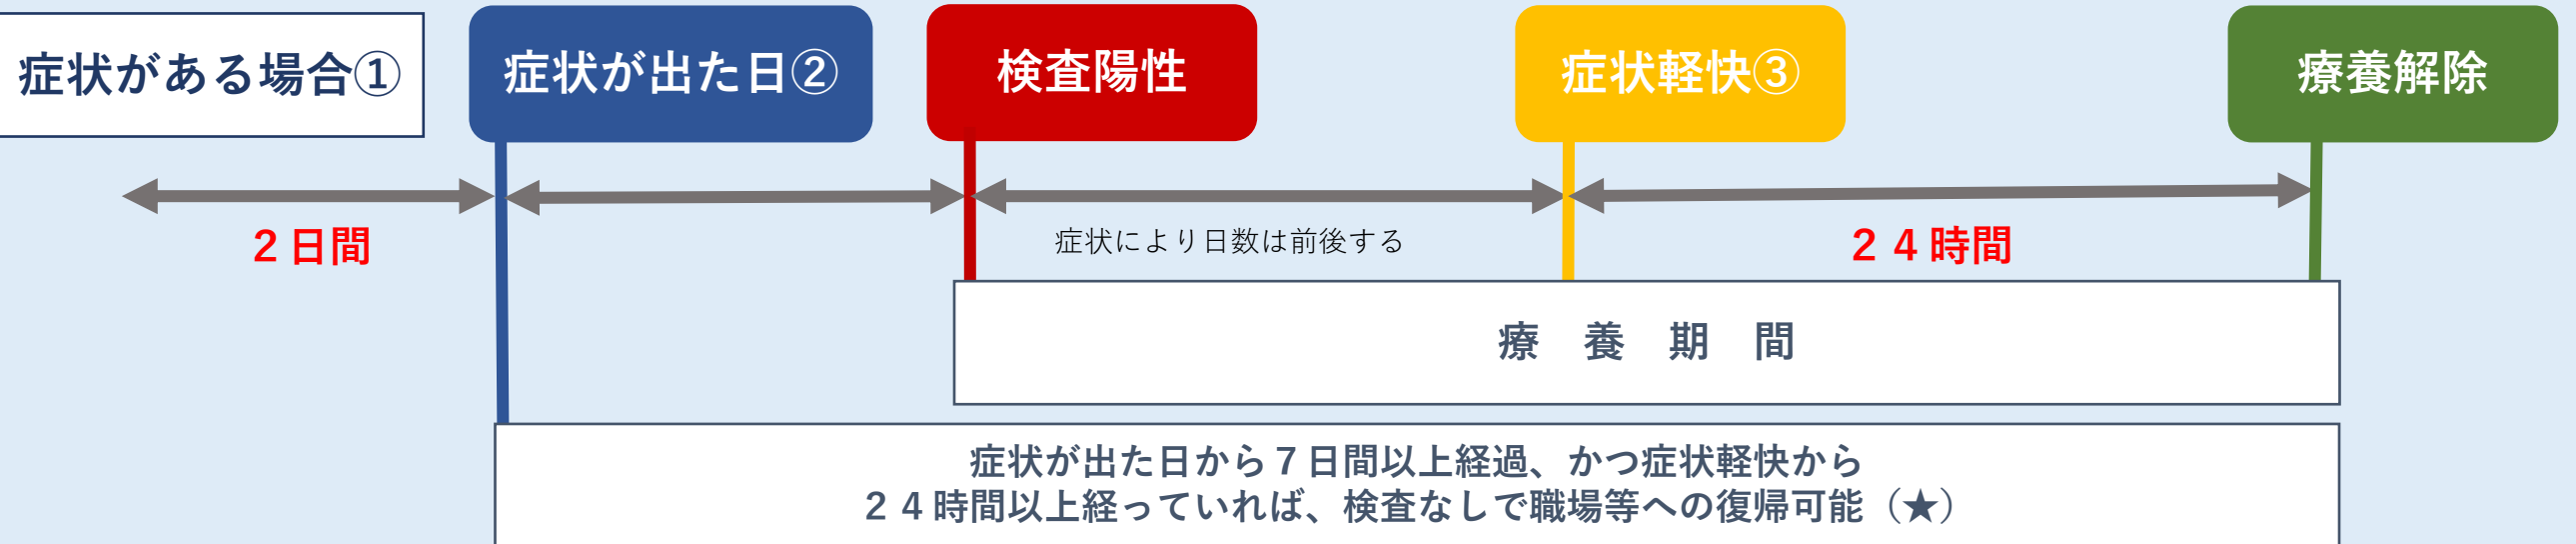 症状がある場合①
症状が出た日②
検査陽性
症状軽快③
療養解除
２日間
症状により日数は前後する
２４時間
療　養　期　間
症状が出た日から７日間以上経過、かつ症状軽快から
２４時間以上経っていれば、検査なしで職場等への復帰可能（★）